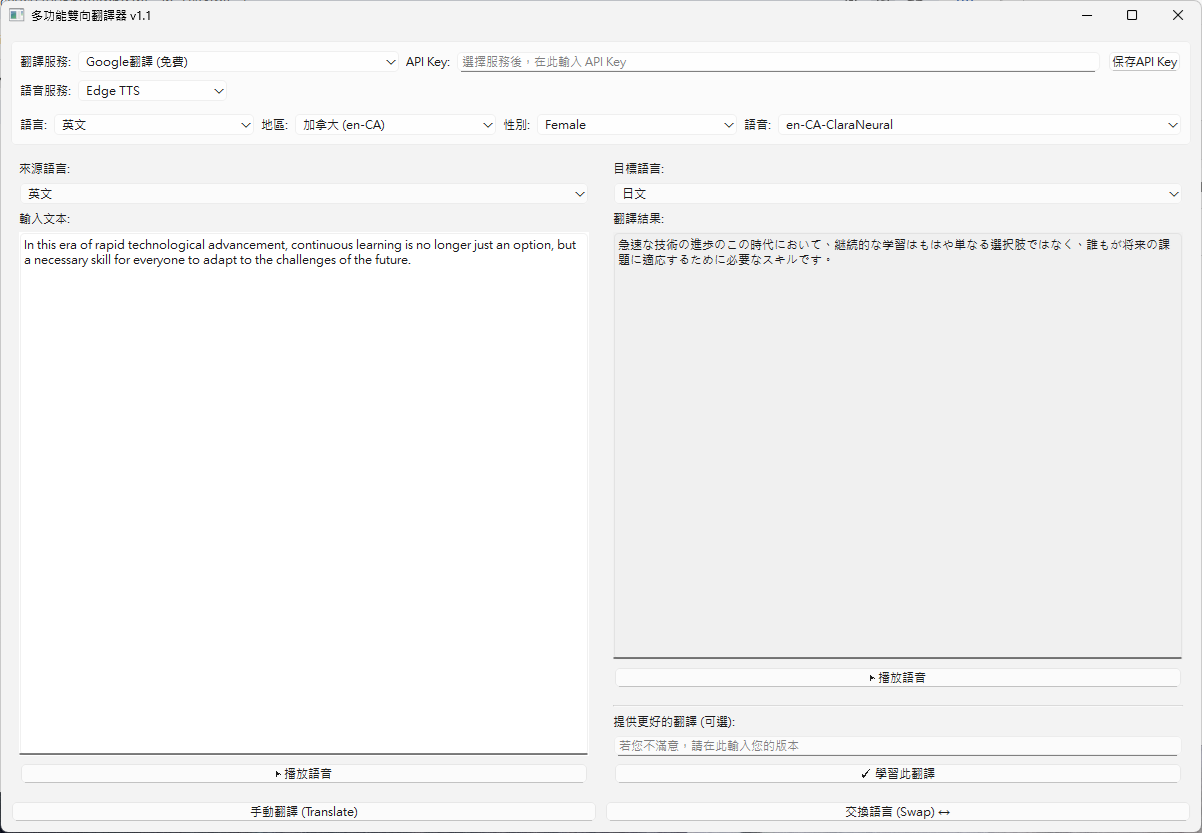 多功能雙向翻譯器 v1.1
翻譯服務: Google翻譯 (免費) API Key: 選擇服務後，在此輸入 API Key 保存API Key
語音服務: Edge TTS
語言: 英文 地區: 加拿大 (en-CA) 性別: Female 語音: en-CA-ClaraNeural
來源語言:
英文
輸入文本:
In this era of rapid technological advancement, continuous learning is no longer just an option, but
a necessary skill for everyone to adapt to the challenges of the future.
▶ 播放語音
目標語言:
日文
翻譯結果:
急速な技術の進歩のこの時代において、継続的な学習はもはや単なる選択肢ではなく、誰もが将来の課
題に適応するために必要なスキルです。
▶ 播放語音
提供更好的翻譯 (可選):
若您不滿意，請在此輸入您的版本
✓ 學習此翻譯
手動翻譯 (Translate)
交換語言 (Swap) ↔